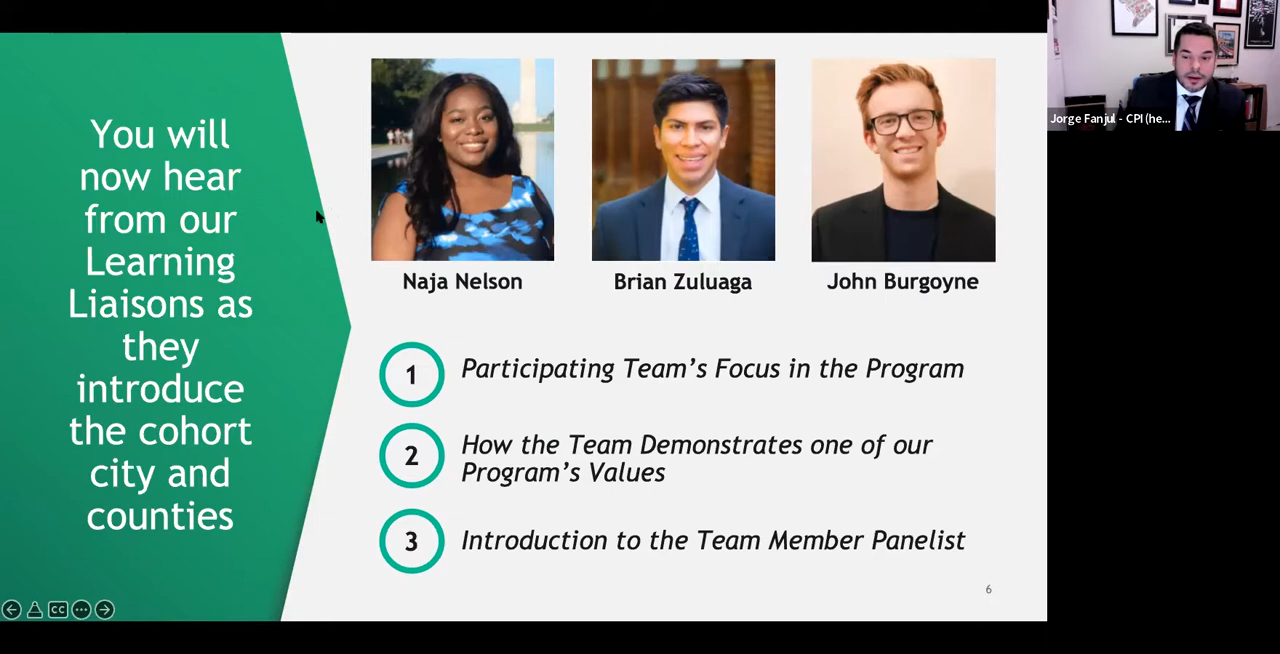 You will
now hear
from our
Learning
Liaisons as
they
introduce
the cohort
city and
counties
Naja Nelson
Brian Zuluaga
John Burgoyne
1
Participating Team’s Focus in the Program
2
How the Team Demonstrates one of our
Program’s Values
3
Introduction to the Team Member Panelist
6
CC
Jorge Fanjul - CPI (he...